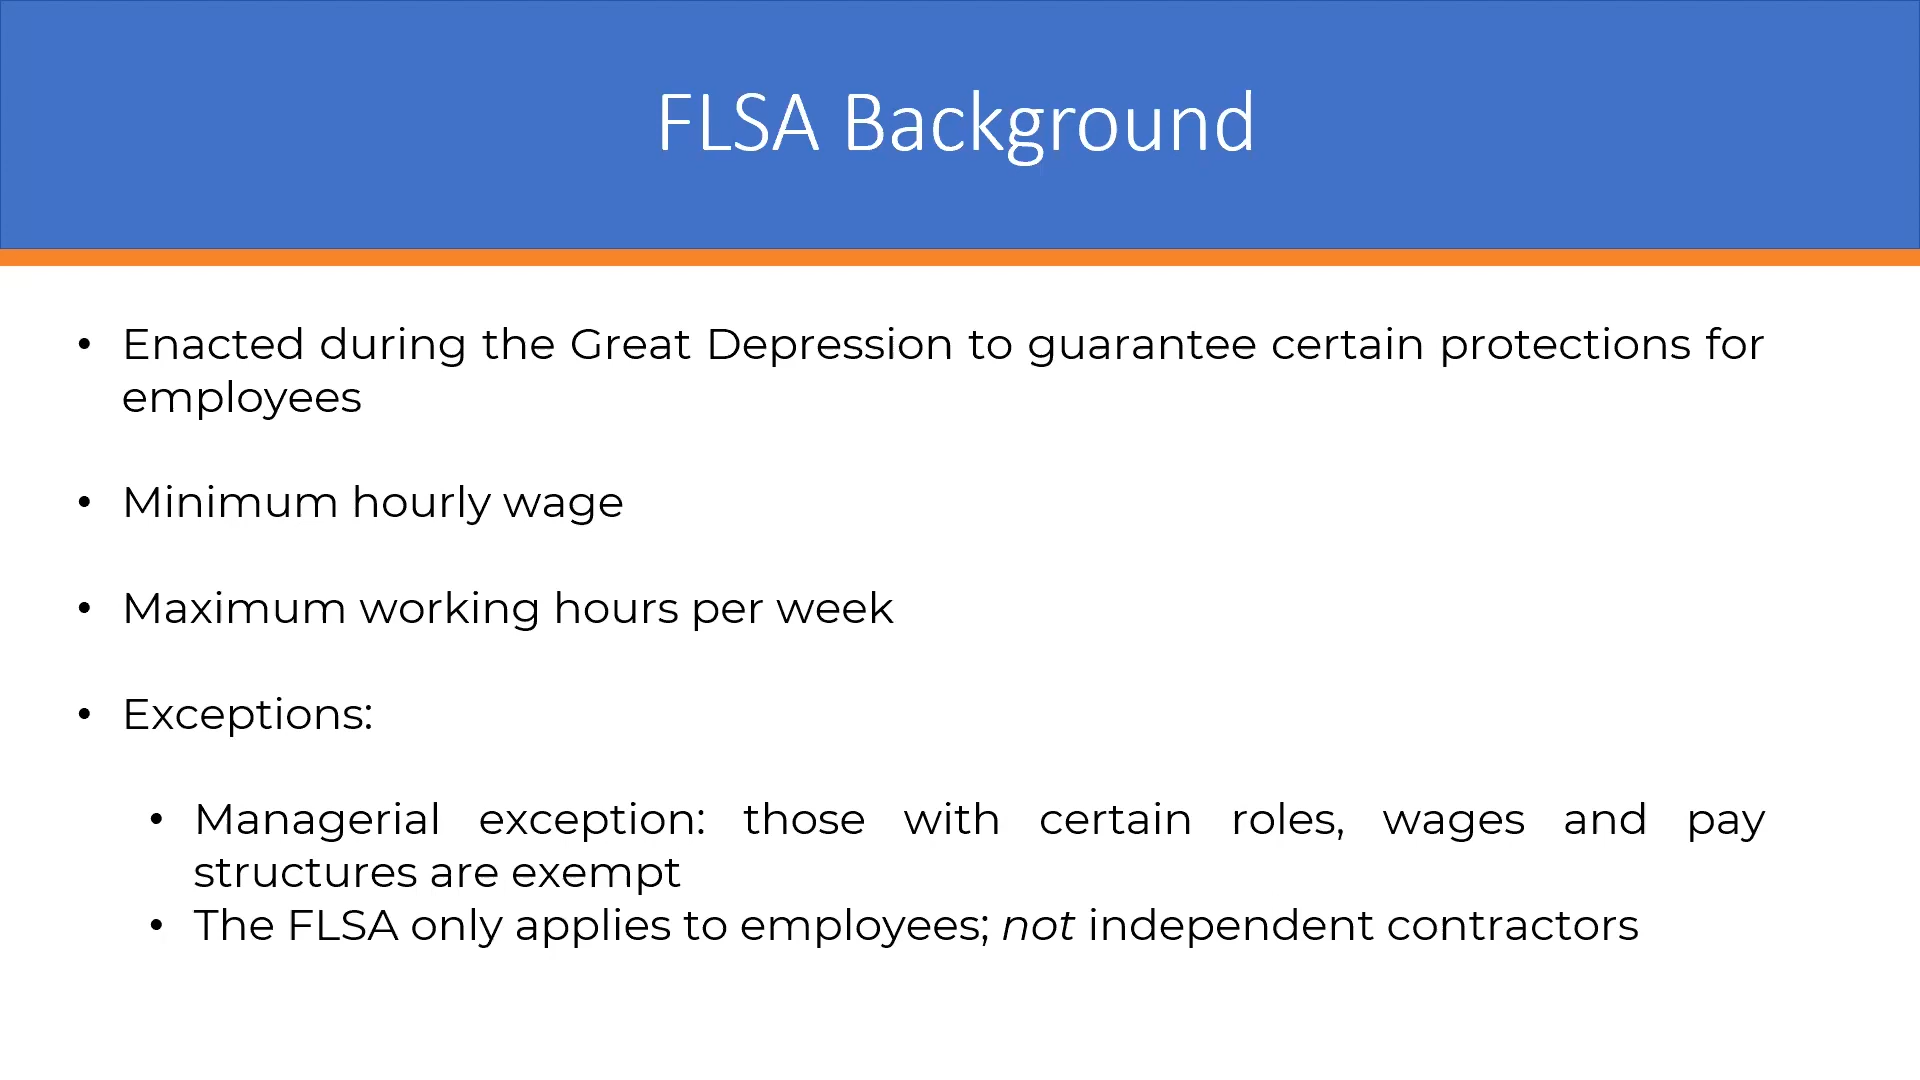 FLSA Background
• Enacted during the Great Depression to guarantee certain protections for
employees
• Minimum hourly wage
• Maximum working hours per week
• Exceptions:
• Managerial exception: those with certain roles, wages and pay
structures are exempt
• The FLSA only applies to employees; not independent contractors